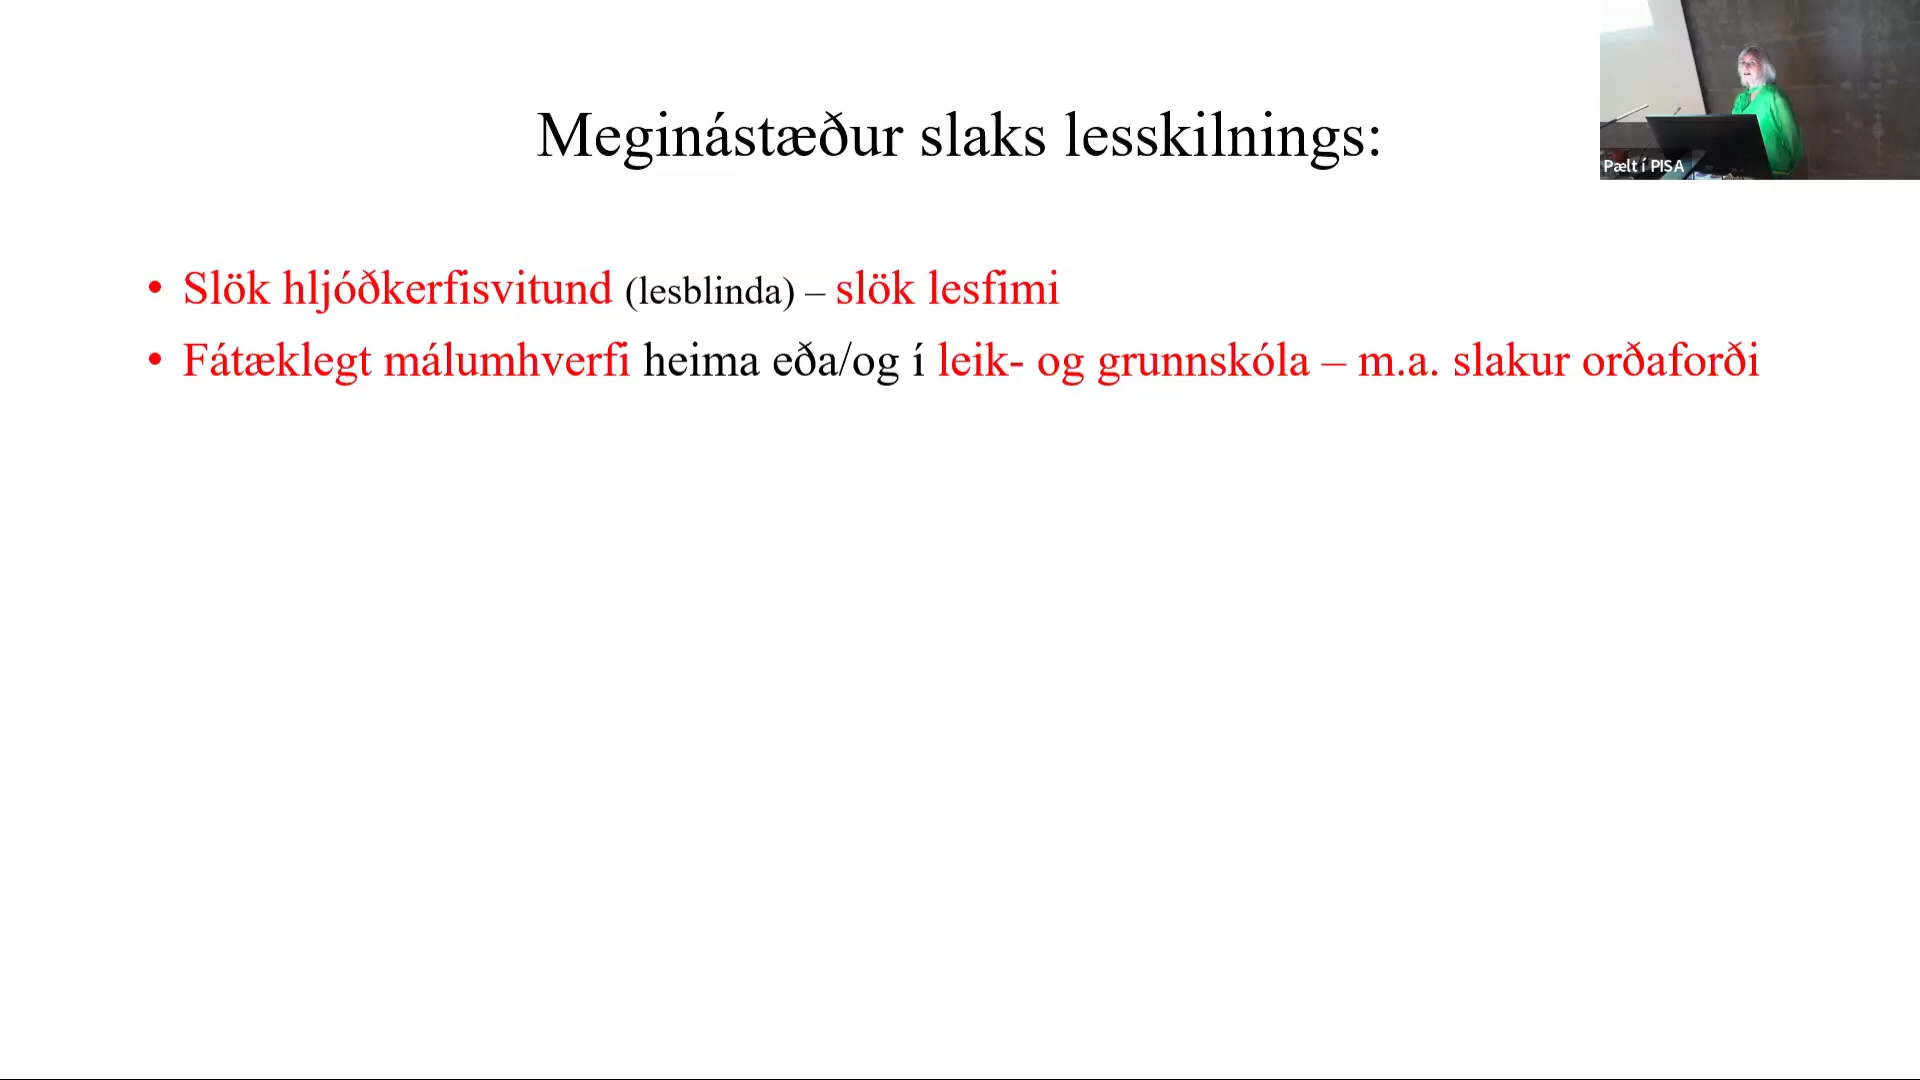 Meginástæður slaks lesskilnings:
Pælt í PISA
• Slök hljóðkerfisvitund (lesblinda) – slök lesfimi
• Fátæklegt málumhverfi heima eða/og í leik- og grunnskóla – m.a. slakur orðaforði